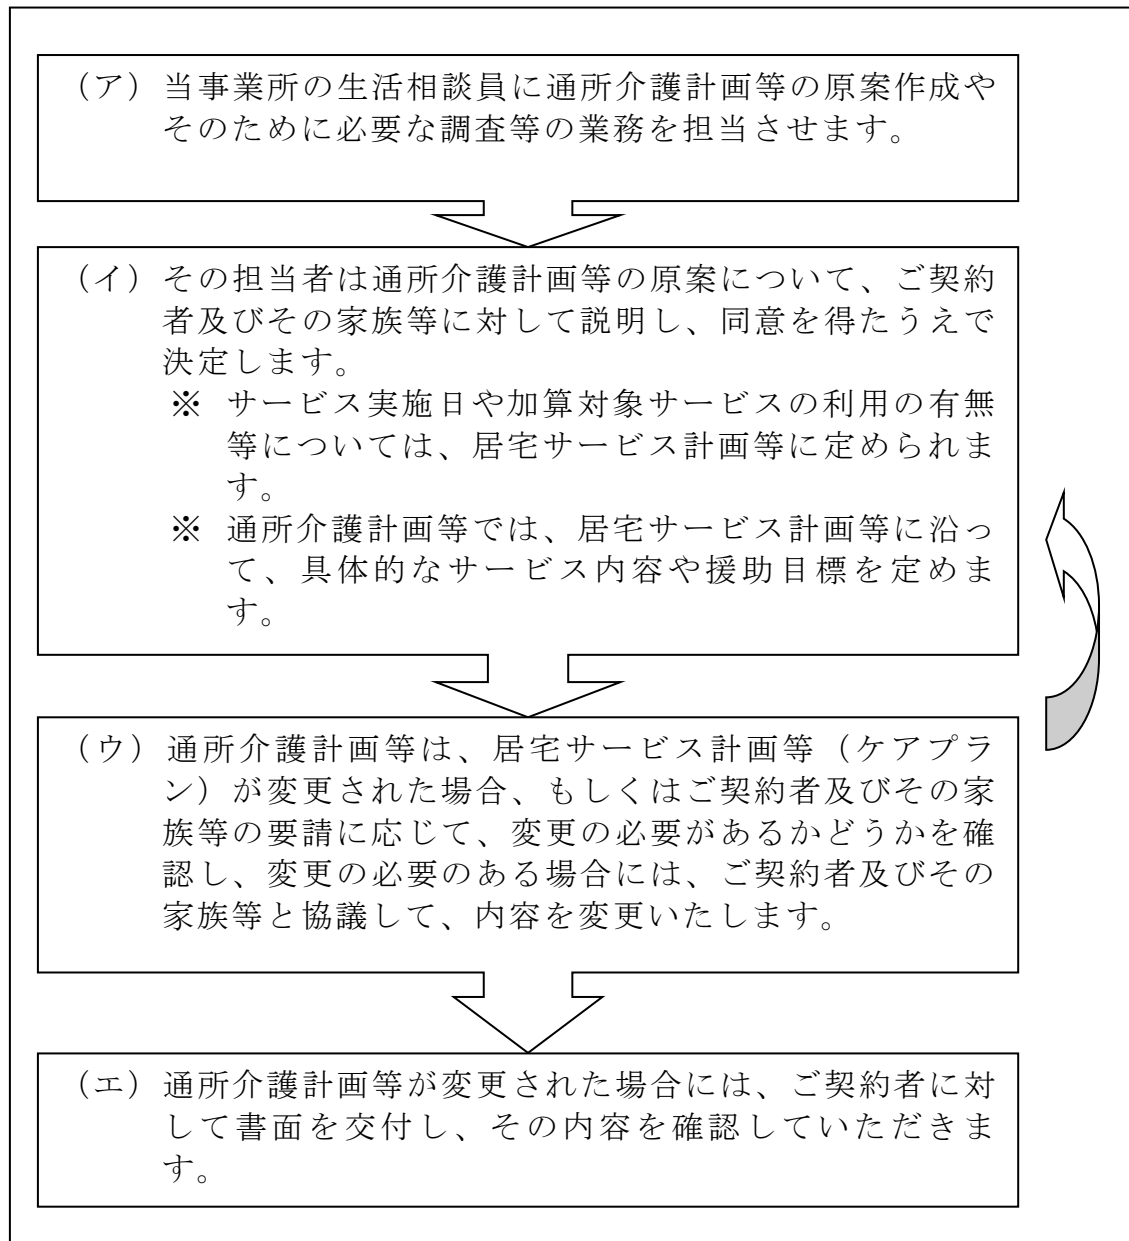 （ア）当事業所の生活相談員に通所介護計画等の原案作成や
そのために必要な調査等の業務を担当させます。
（イ）その担当者は通所介護計画等の原案について、ご契約
者及びその家族等に対して説明し、同意を得たうえで
決定します。
※ サービス実施日や加算対象サービスの利用の有無
等については、居宅サービス計画等に定められま
す。
※ 通所介護計画等では、居宅サービス計画等に沿っ
て、具体的なサービス内容や援助目標を定めま
す。
（ウ）通所介護計画等は、居宅サービス計画等（ケアプラ
ン）が変更された場合、もしくはご契約者及びその家
族等の要請に応じて、変更の必要があるかどうかを確
認し、変更の必要のある場合には、ご契約者及びその
家族等と協議して、内容を変更いたします。
（エ）通所介護計画等が変更された場合には、ご契約者に対
して書面を交付し、その内容を確認していただきま
す。